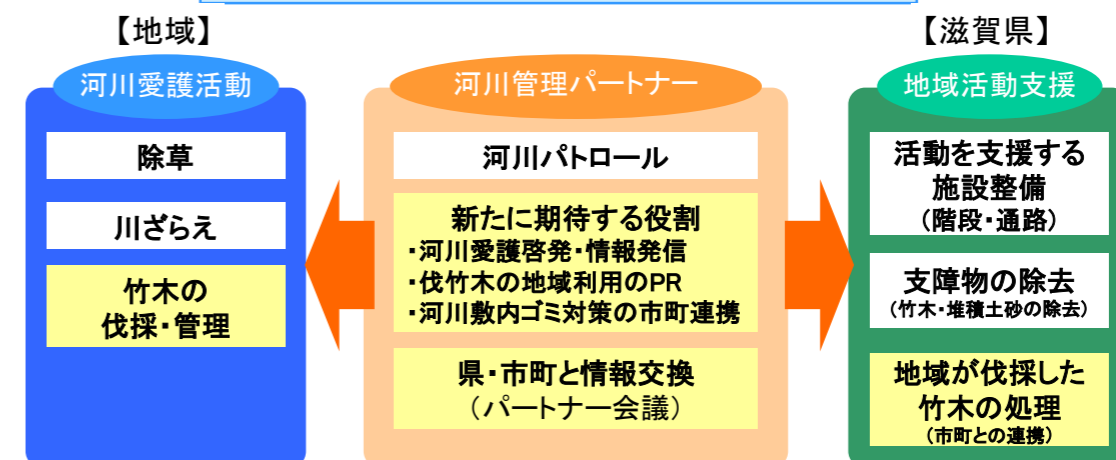 【地域】
河川愛護活動
除草
川ざらえ
竹木の
伐採・管理
河川管理パートナー
河川パトロール
新たに期待する役割
・河川愛護啓発・情報発信
・伐竹木の地域利用のPR
・河川敷内ゴミ対策の市町連携
県・市町と情報交換
（パートナー会議）
【滋賀県】
地域活動支援
活動を支援する
施設整備
（階段・通路）
支障物の除去
（竹木・堆積土砂の除去）
地域が伐採した
竹木の処理
（市町との連携）